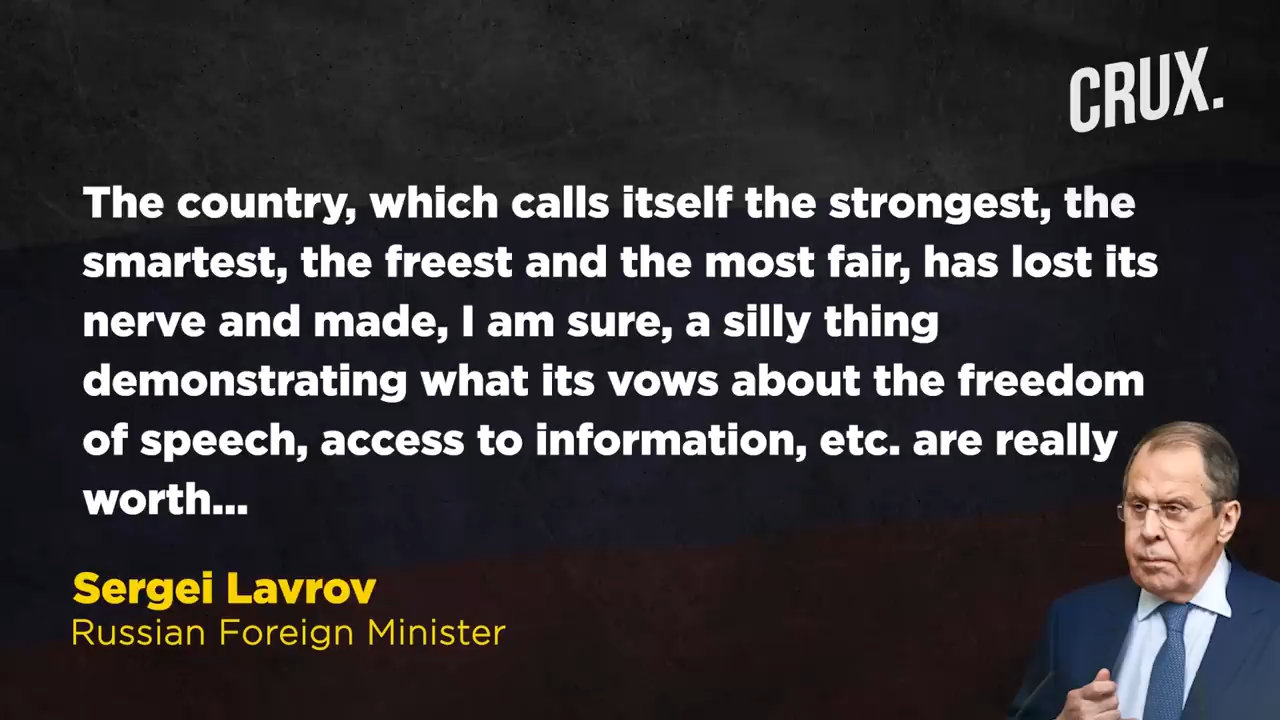 CRUX.
The country, which calls itself the strongest, the
smartest, the freest and the most fair, has lost its
nerve and made, I am sure, a silly thing
demonstrating what its vows about the freedom
of speech, access to information, etc. are really
worth...
Sergei Lavrov
Russian Foreign Minister